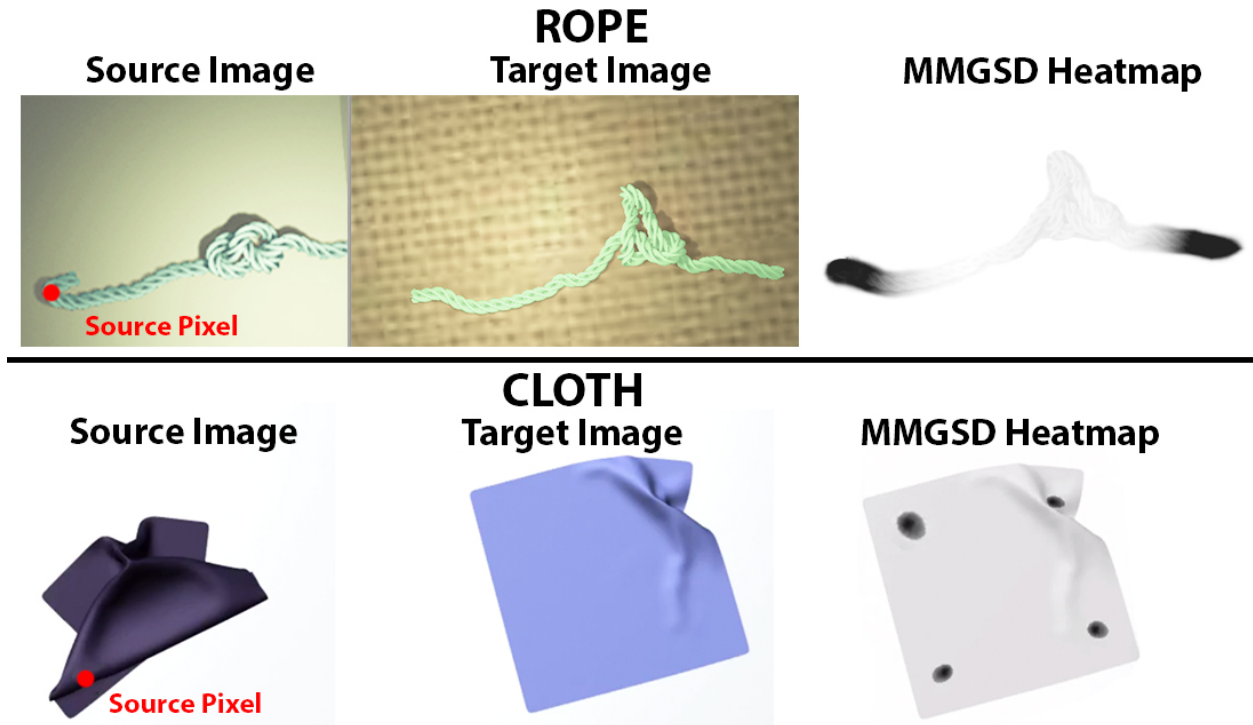 ROPE
Source Image
Target Image
MMGSD Heatmap
Source Pixel
CLOTH
Source Image
Target Image
MMGSD Heatmap
Source Pixel